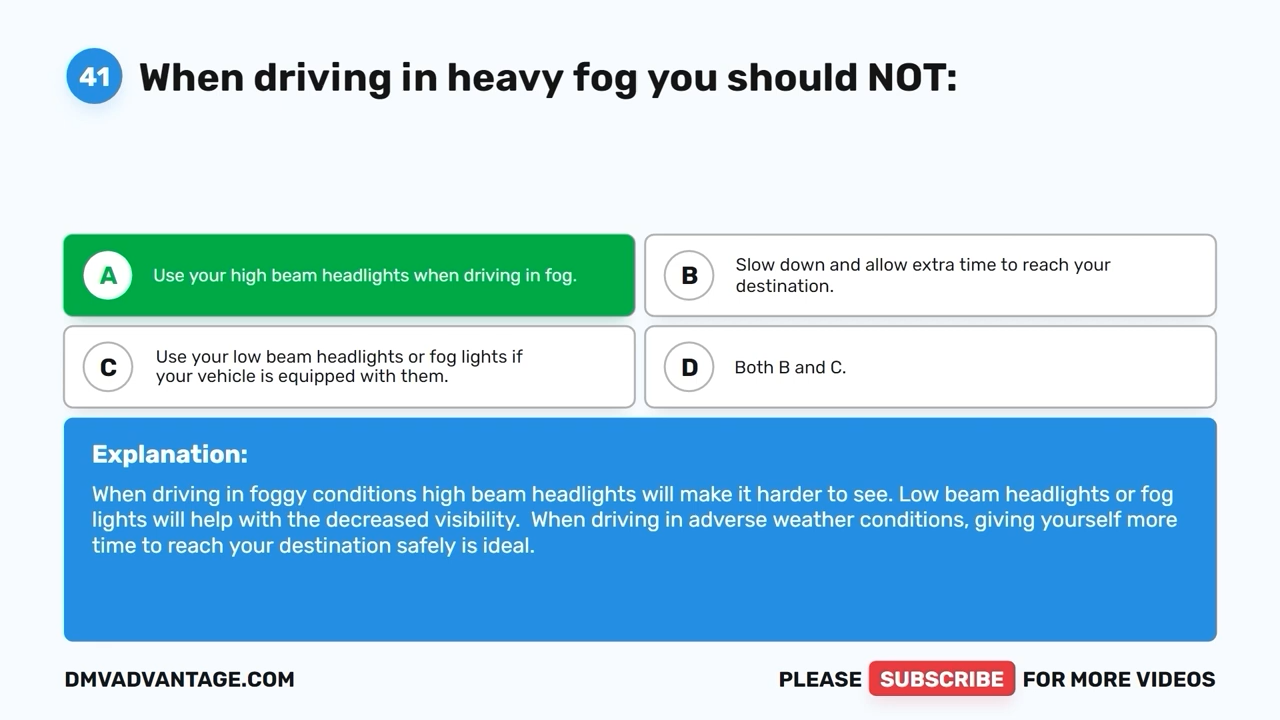 41 When driving in heavy fog you should NOT:
A Use your high beam headlights when driving in fog.
B Slow down and allow extra time to reach your
destination.
C Use your low beam headlights or fog lights if
your vehicle is equipped with them.
D Both B and C.
Explanation:
When driving in foggy conditions high beam headlights will make it harder to see. Low beam headlights or fog
lights will help with the decreased visibility.  When driving in adverse weather conditions, giving yourself more
time to reach your destination safely is ideal.
DMVADVANTAGE.COM
PLEASE SUBSCRIBE FOR MORE VIDEOS